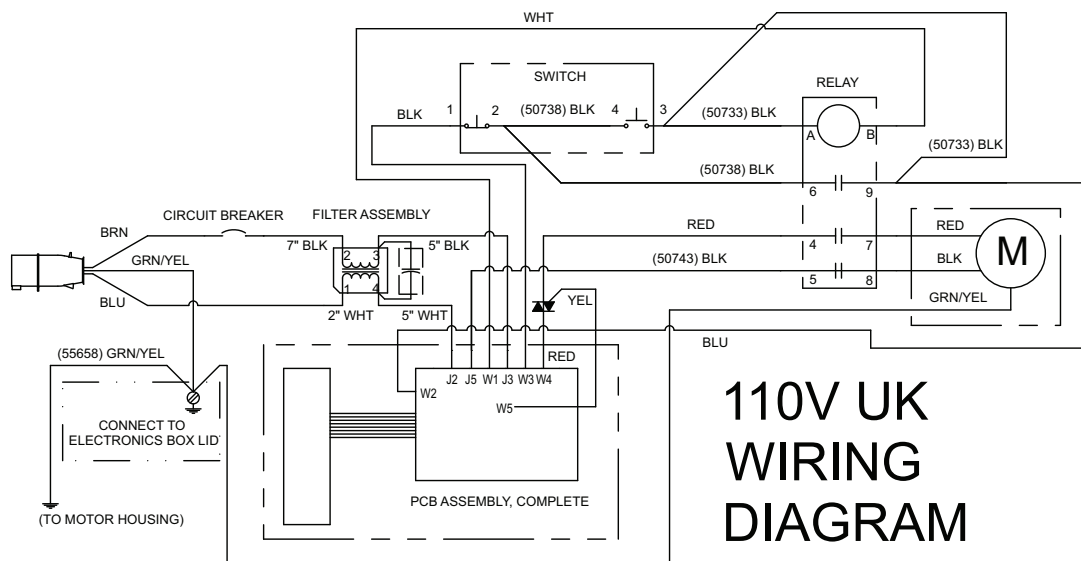 WHT
SWITCH
RELAY
BLK
1
2
(50738) BLK
4
3
(50733) BLK
A
B
(50733) BLK
(50738) BLK
6
9
CIRCUIT BREAKER
FILTER ASSEMBLY
BRN
7" BLK
2
3
5" BLK
RED
4
7
RED
M
GRN/YEL
(50743) BLK
5
8
BLK
BLU
1
4
2" WHT
5" WHT
YEL
GRN/YEL
BLU
(55658) GRN/YEL
RED
J2
J5
W1
J3
W3
W4
W2
W5
CONNECT TO
ELECTRONICS BOX LID
PCB ASSEMBLY, COMPLETE
(TO MOTOR HOUSING)
110V UK
WIRING
DIAGRAM